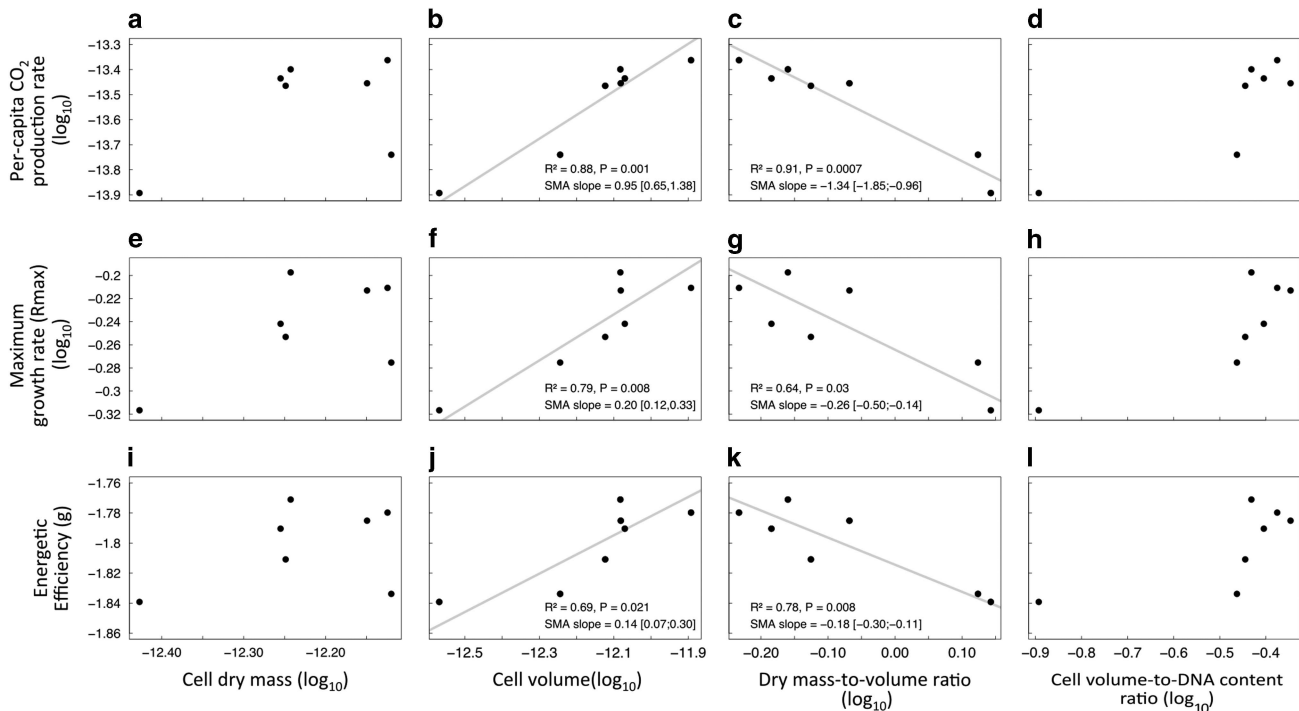 a
b
c
d
Per-capita CO2
production rate
(log10)
−13.3
−13.4
−13.5
−13.6
−13.7
−13.8
−13.9
R² = 0.88, P = 0.001
SMA slope = 0.95 [0.65,1.38]
R² = 0.91, P = 0.0007
SMA slope = −1.34 [−1.85;−0.96]
e
f
g
h
Maximum
growth rate (Rmax)
(log10)
−0.2
−0.22
−0.24
−0.26
−0.28
−0.3
−0.32
R² = 0.79, P = 0.008
SMA slope = 0.20 [0.12,0.33]
R² = 0.64, P = 0.03
SMA slope = −0.26 [−0.50;−0.14]
i
j
k
l
Energetic
Efficiency (g)
−1.76
−1.78
−1.8
−1.82
−1.84
−1.86
R² = 0.69, P = 0.021
SMA slope = 0.14 [0.07;0.30]
R² = 0.78, P = 0.008
SMA slope = −0.18 [−0.30;−0.11]
−12.40 −12.30 −12.20
−12.5 −12.3 −12.1 −11.9
−0.20 −0.10 0.00 0.10
−0.9 −0.8 −0.7 −0.6 −0.5 −0.4
Cell dry mass (log10)
Cell volume(log10)
Dry mass-to-volume ratio
(log10)
Cell volume-to-DNA content
ratio (log10)